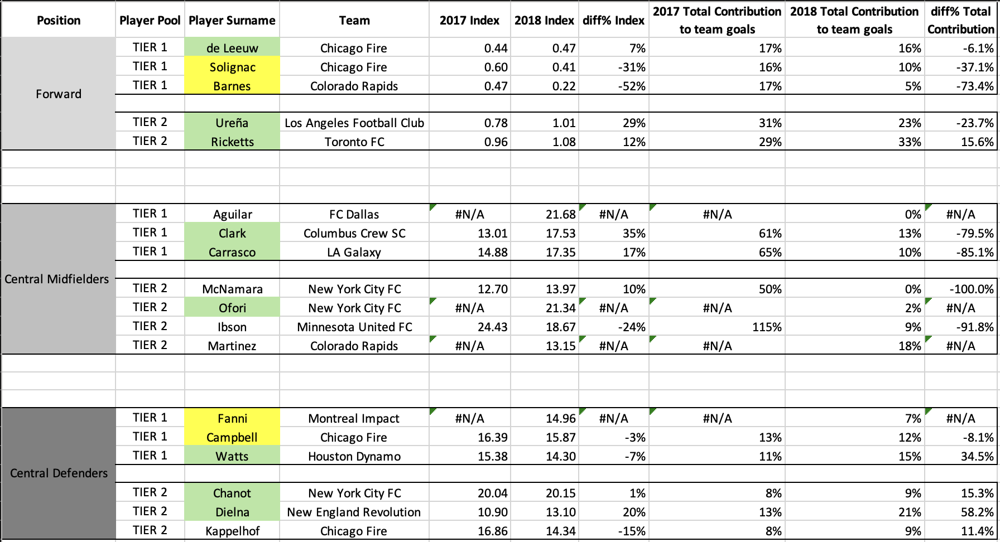 Position Player Pool Player Surname Team 2017 Index 2018 Index diff% Index 2017 Total Contribution to team goals 2018 Total Contribution to team goals diff% Total Contribution
Forward
TIER 1 de Leeuw Chicago Fire 0.44 0.47 7% 17% 16% -6.1%
TIER 1 Solignac Chicago Fire 0.60 0.41 -31% 16% 10% -37.1%
TIER 1 Barnes Colorado Rapids 0.47 0.22 -52% 17% 5% -73.4%
TIER 2 Ureña Los Angeles Football Club 0.78 1.01 29% 31% 23% -23.7%
TIER 2 Ricketts Toronto FC 0.96 1.08 12% 29% 33% 15.6%
Central Midfielders
TIER 1 Aguilar FC Dallas #N/A 21.68 #N/A #N/A 0% #N/A
TIER 1 Clark Columbus Crew SC 13.01 17.53 35% 61% 13% -79.5%
TIER 1 Carrasco LA Galaxy 14.88 17.35 17% 65% 10% -85.1%
TIER 2 McNamara New York City FC 12.70 13.97 10% 50% 0% -100.0%
TIER 2 Ofori New York City FC #N/A 21.34 #N/A #N/A 2% #N/A
TIER 2 Ibson Minnesota United FC 24.43 18.67 -24% 115% 9% -91.8%
TIER 2 Martinez Colorado Rapids #N/A 13.15 #N/A #N/A 18% #N/A
Central Defenders
TIER 1 Fanni Montreal Impact #N/A 14.96 #N/A #N/A 7% #N/A
TIER 1 Campbell Chicago Fire 16.39 15.87 -3% 13% 12% -8.1%
TIER 1 Watts Houston Dynamo 15.38 14.30 -7% 11% 15% 34.5%
TIER 2 Chanot New York City FC 20.04 20.15 1% 8% 9% 15.3%
TIER 2 Dielna New England Revolution 10.90 13.10 20% 13% 21% 58.2%
TIER 2 Kappelhof Chicago Fire 16.86 14.34 -15% 8% 9% 11.4%